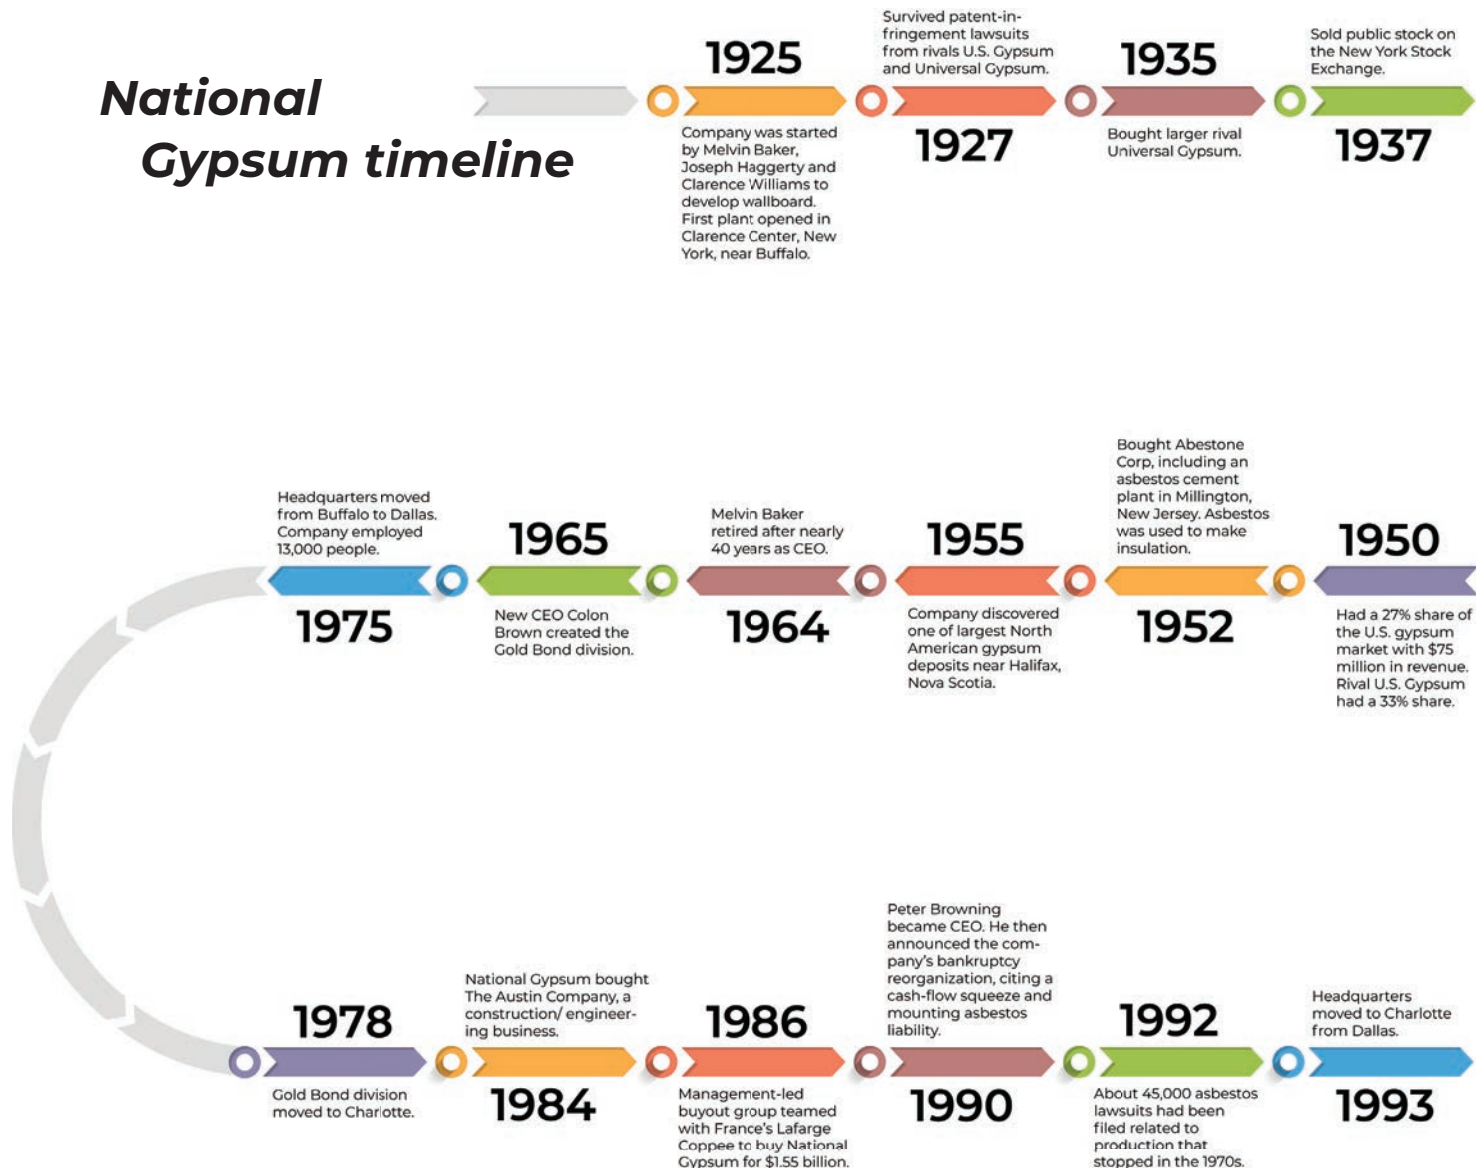 National
Gypsum timeline
1925
Company was started
by Melvin Baker,
Joseph Haggerty and
Clarence Williams to
develop wallboard.
First plant opened in
Clarence Center, New
York, near Buffalo.
Survived patent-in-
fringement lawsuits
from rivals U.S. Gypsum
and Universal Gypsum.
1927
1935
Bought larger rival
Universal Gypsum.
Sold public stock on
the New York Stock
Exchange.
1937
1950
Had a 27% share of
the U.S. gypsum
market with $75
million in revenue.
Rival U.S. Gypsum
had a 33% share.
Bought Abestone
Corp, including an
asbestos cement
plant in Millington,
New Jersey. Asbestos
was used to make
insulation.
1952
1955
Company discovered
one of largest North
American gypsum
deposits near Halifax,
Nova Scotia.
Melvin Baker
retired after nearly
40 years as CEO.
1964
1965
New CEO Colon
Brown created the
Gold Bond division.
Headquarters moved
from Buffalo to Dallas.
Company employed
13,000 people.
1975
1978
Gold Bond division
moved to Charlotte.
National Gypsum bought
The Austin Company, a
construction/ engineer-
ing business.
1984
1986
Management-led
buyout group teamed
with France's Lafarge
Coppee to buy National
Gypsum for $1.55 billion.
Peter Browning
became CEO. He then
announced the com-
pany's bankruptcy
reorganization, citing a
cash-flow squeeze and
mounting asbestos
liability.
1990
1992
About 45,000 asbestos
lawsuits had been
filed related to
production that
stopped in the 1970s.
Headquarters
moved to Charlotte
from Dallas.
1993